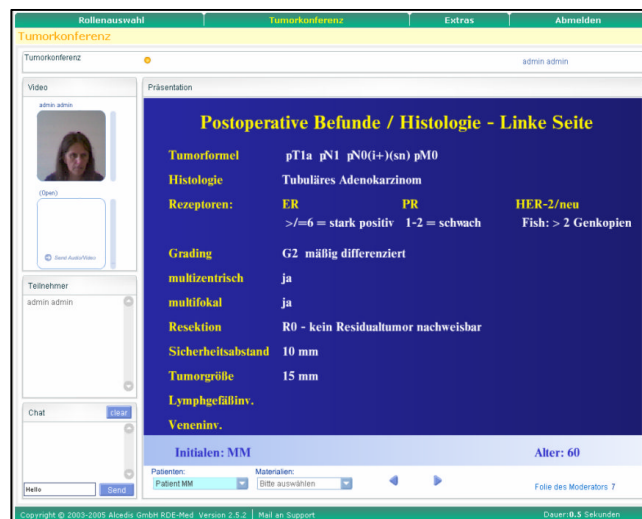 Rollenauswahl Tumorkonferenz Extras Abmelden
Tumorkonferenz
Tumorkonferenz admin admin
Video
admin admin
(Open)
Send Audio/Video
Teilnehmer
admin admin
Chat clear
Hello Send
Präsentation
Postoperative Befunde / Histologie - Linke Seite
Tumorformel pT1a pN1 pN0(i+)(sn) pM0
Histologie Tubuläres Adenokarzinom
Rezeptoren: ER PR HER-2/neu
>/=6 = stark positiv 1-2 = schwach Fish: > 2 Genkopien
Grading G2 mäßig differenziert
multizentrisch ja
multifokal ja
Resektion R0 - kein Residualtumor nachweisbar
Sicherheitsabstand 10 mm
Tumorgröße 15 mm
Lymphgefäßinv.
Veneninv.
Initialen: MM Alter: 60
Patienten: Materialien:
Patient MM Bitte auswählen Folie des Moderators 7
Copyright © 2003-2005 Alcedis GmbH RDE-Med Version 2.5.2 | Mail an Support Dauer:0.5 Sekunden